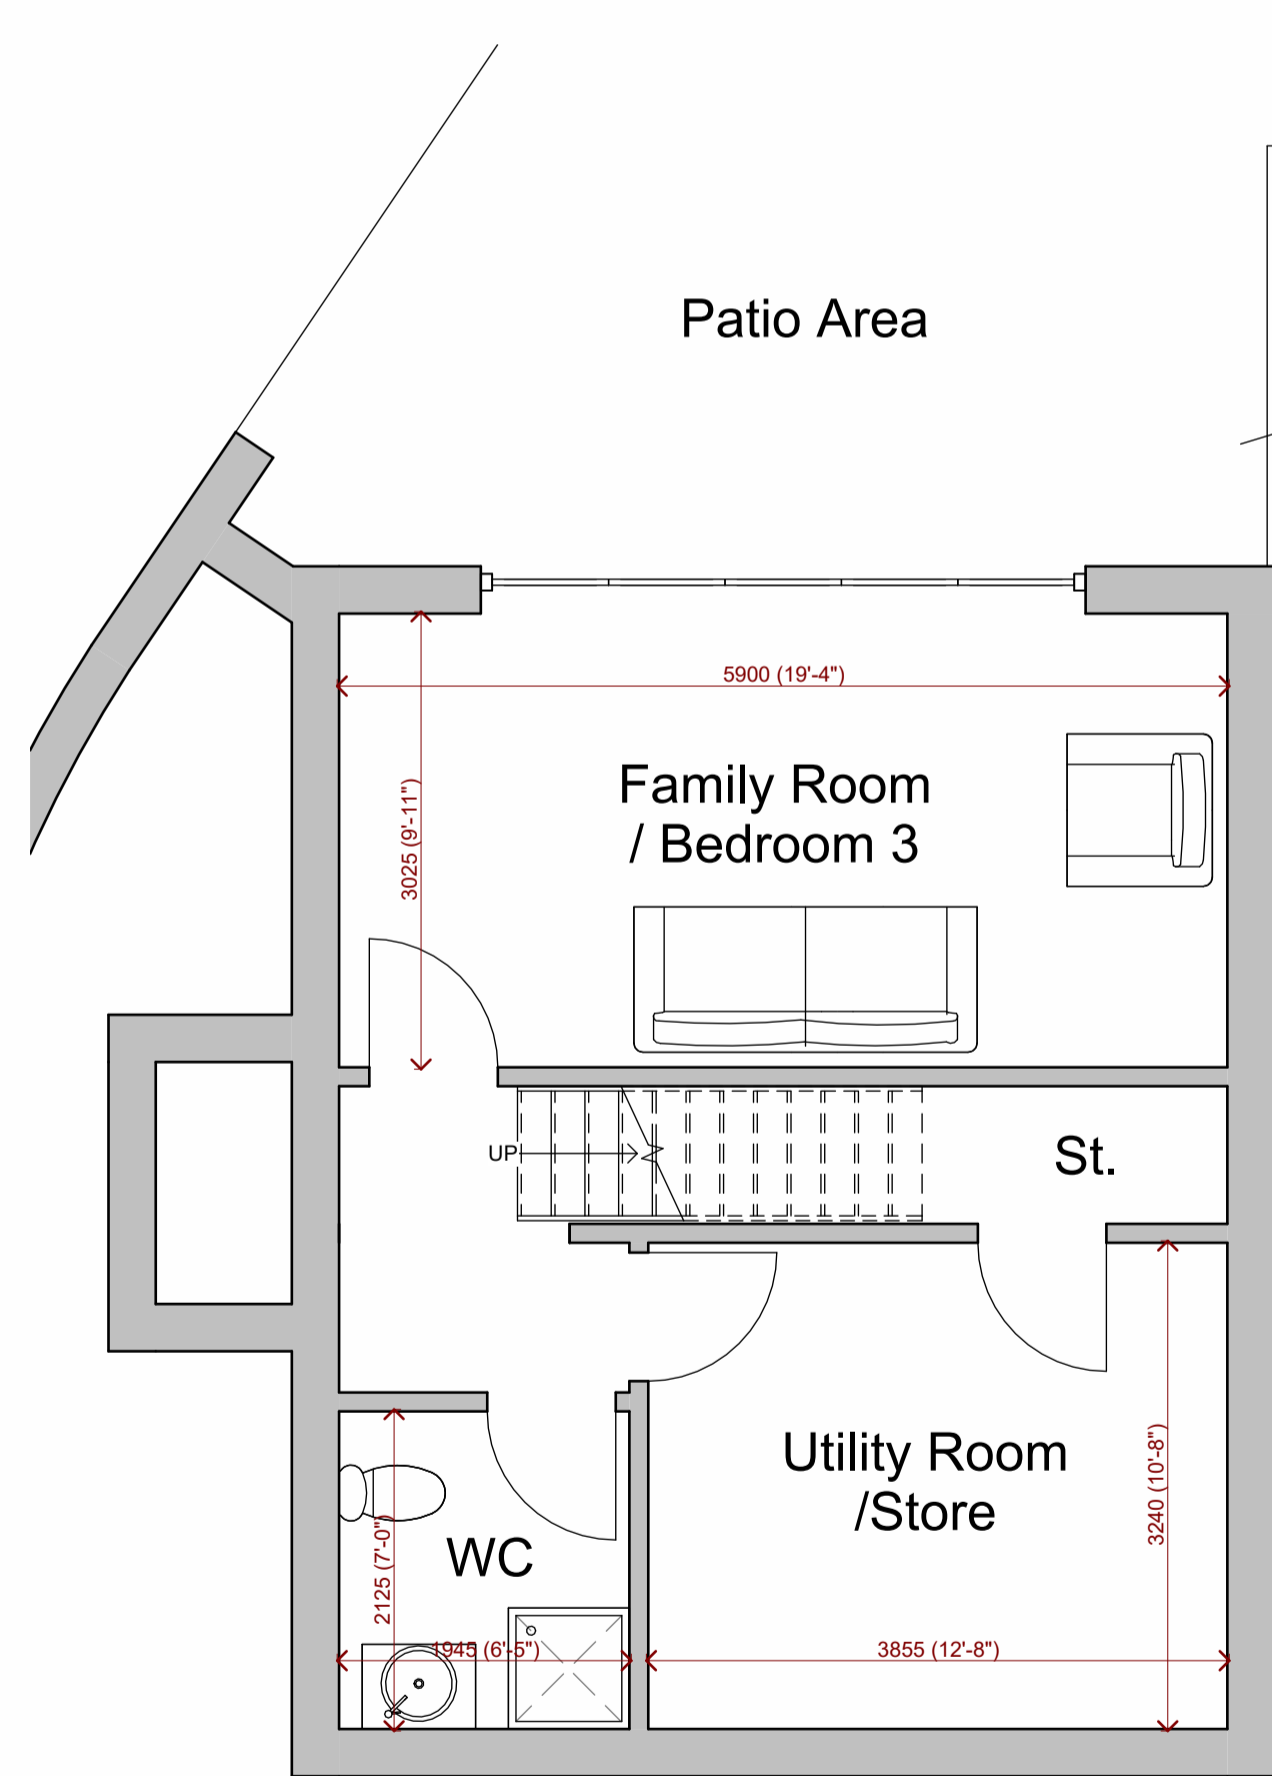 Patio Area
5900 (19'-4")
Family Room
/ Bedroom 3
3025 (9'-11")
UP
St.
Utility Room
/Store
3240 (10'-8")
WC
2125 (7'-0")
1945 (6'-5")
3855 (12'-8")